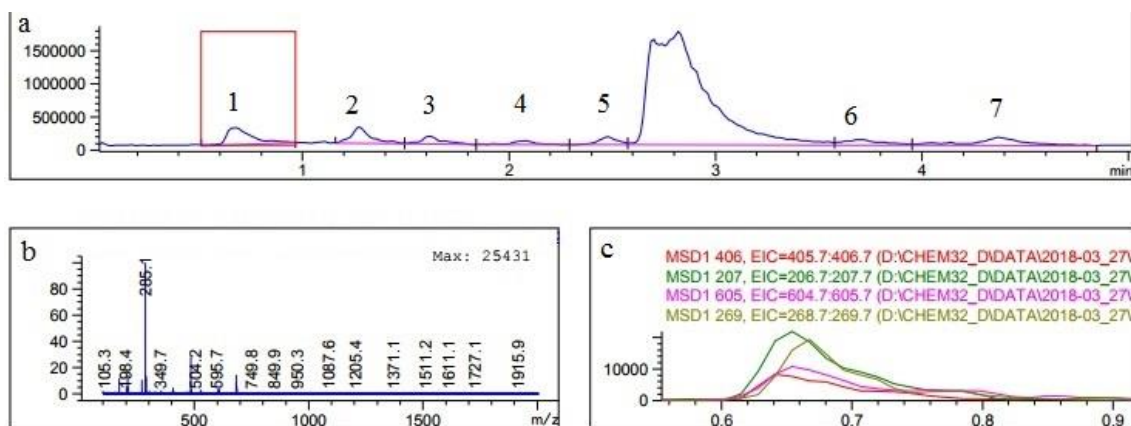 a
1500000
1000000
500000
0
1 2 3 4 5 6 7
1 2 3 4 min
b
Max: 25431
80
60
40
20
0
285.1
105.3 198.4 349.7 504.2 595.7 749.8 849.9 950.3 1087.6 1205.4 1371.1 1511.2 1611.1 1727.1 1915.9
500 1000 1500 m/z
c
MSD1 406, EIC=405.7:406.7 (D:\CHEM32_D\DATA\2018-03_27\
MSD1 207, EIC=206.7:207.7 (D:\CHEM32_D\DATA\2018-03_27\
MSD1 605, EIC=604.7:605.7 (D:\CHEM32_D\DATA\2018-03_27\
MSD1 269, EIC=268.7:269.7 (D:\CHEM32_D\DATA\2018-03_27\
10000
0
0.6 0.7 0.8 0.9